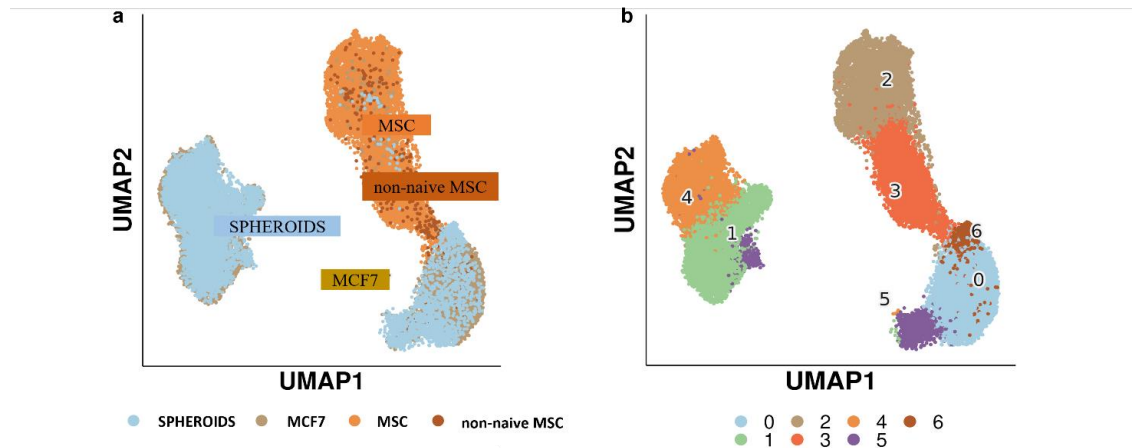 a
UMAP2
MSC
non-naive MSC
SPHEROIDS
MCF7
UMAP1
SPHEROIDS MCF7 MSC non-naive MSC
b
UMAP2
2
3
4
1
6
0
5
UMAP1
0 2 4 6
1 3 5